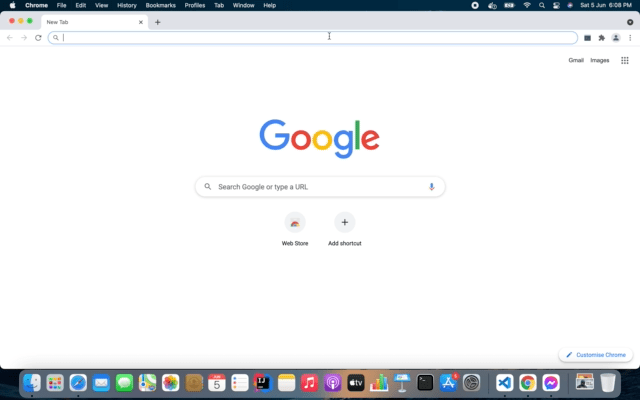 Chrome File Edit View History Bookmarks Profiles Tab Window Help Sat 5 Jun 6:08 PM
New Tab
Gmail Images
Google
Search Google or type a URL
Web Store Add shortcut
Customise Chrome
JUN
5
tv